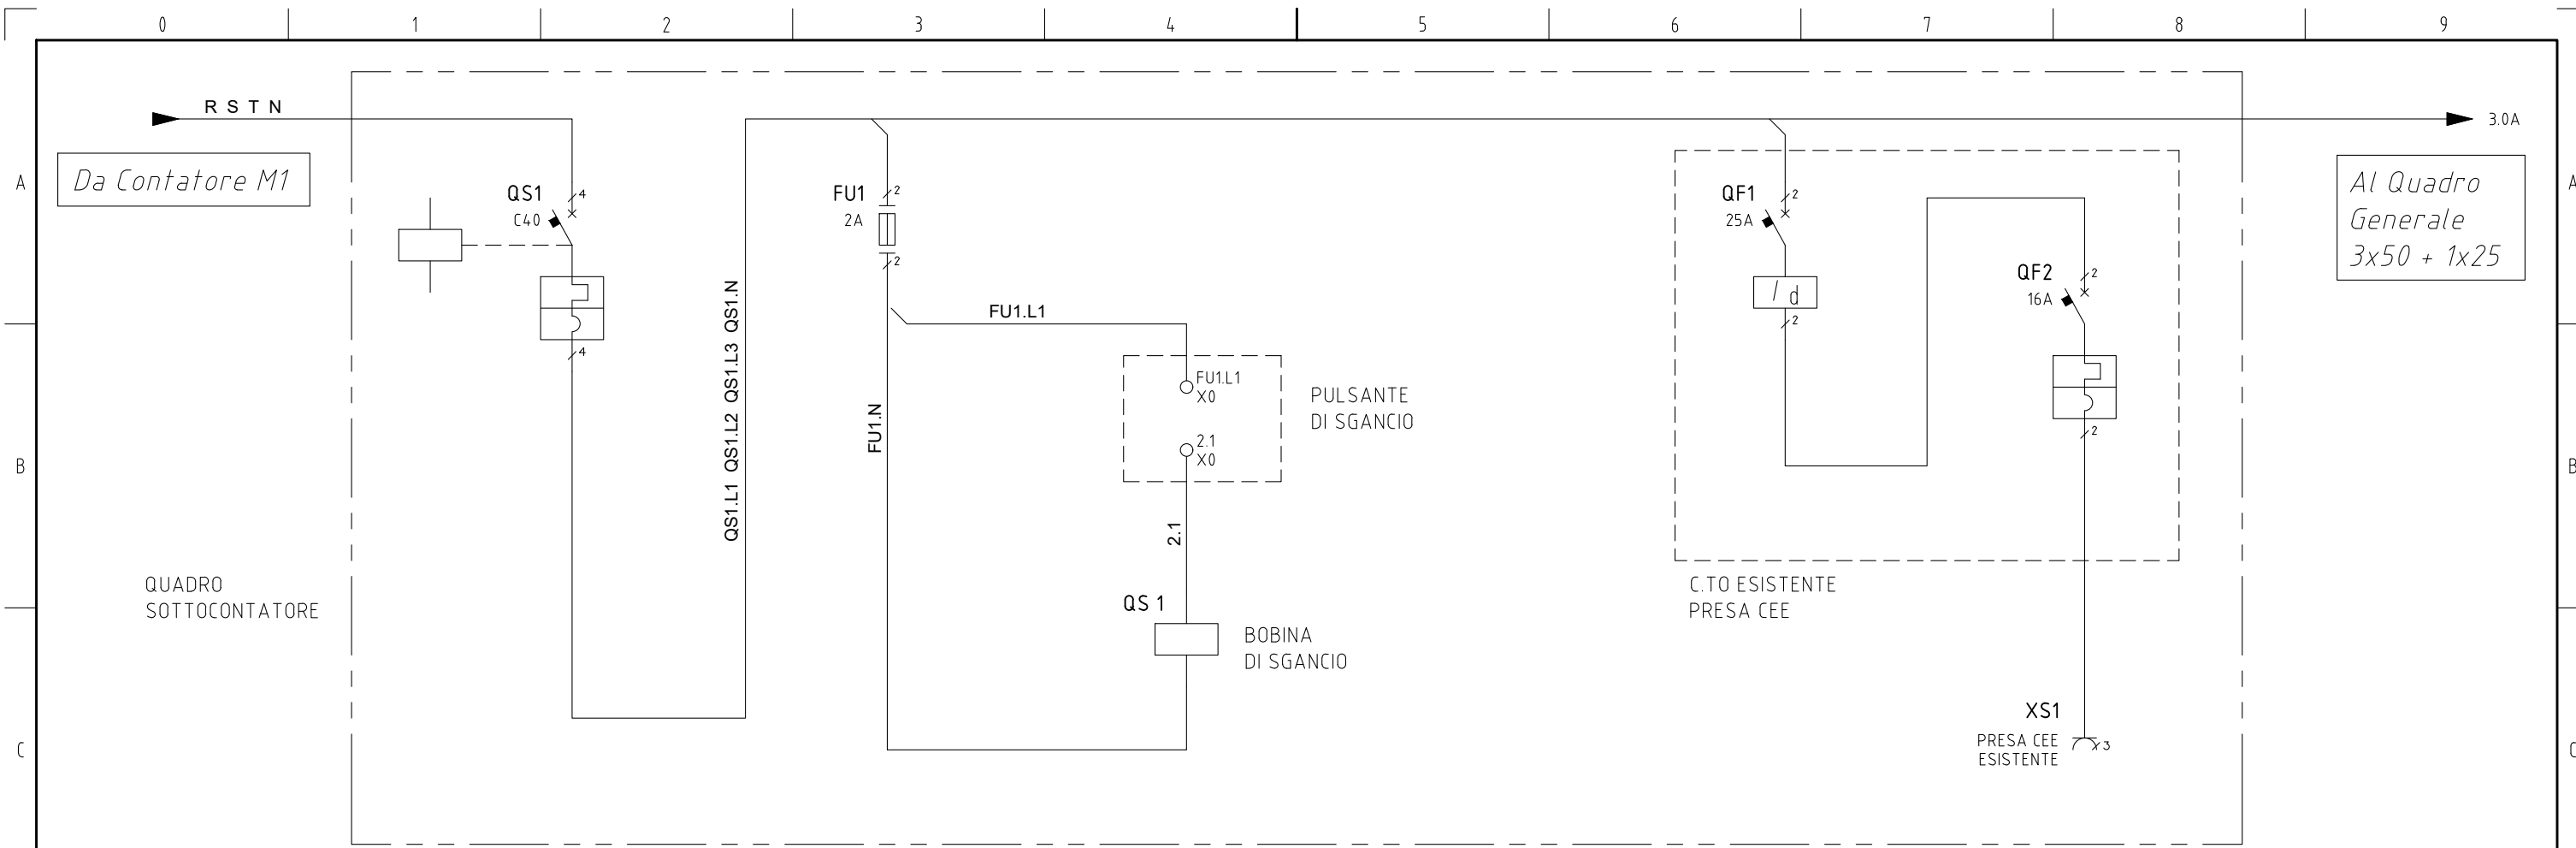 0 1 2 3 4 5 6 7 8 9
R S T N
3.0A
A
Da Contatore M1
QS1
C40
4
4
FU1
2A
2
2
QF1
25A
2
I d
2
QF2
16A
2
2
Al Quadro
Generale
3x50 + 1x25
A
QS1.L1 QS1.L2 QS1.L3 QS1.N
FU1.L1
FU1.N
FU1.L1
X0
2.1
X0
PULSANTE
DI SGANCIO
B
B
2.1
QUADRO
SOTTOCONTATORE
C.TO ESISTENTE
PRESA CEE
QS 1
BOBINA
DI SGANCIO
XS1
PRESA CEE
ESISTENTE
3
C
C